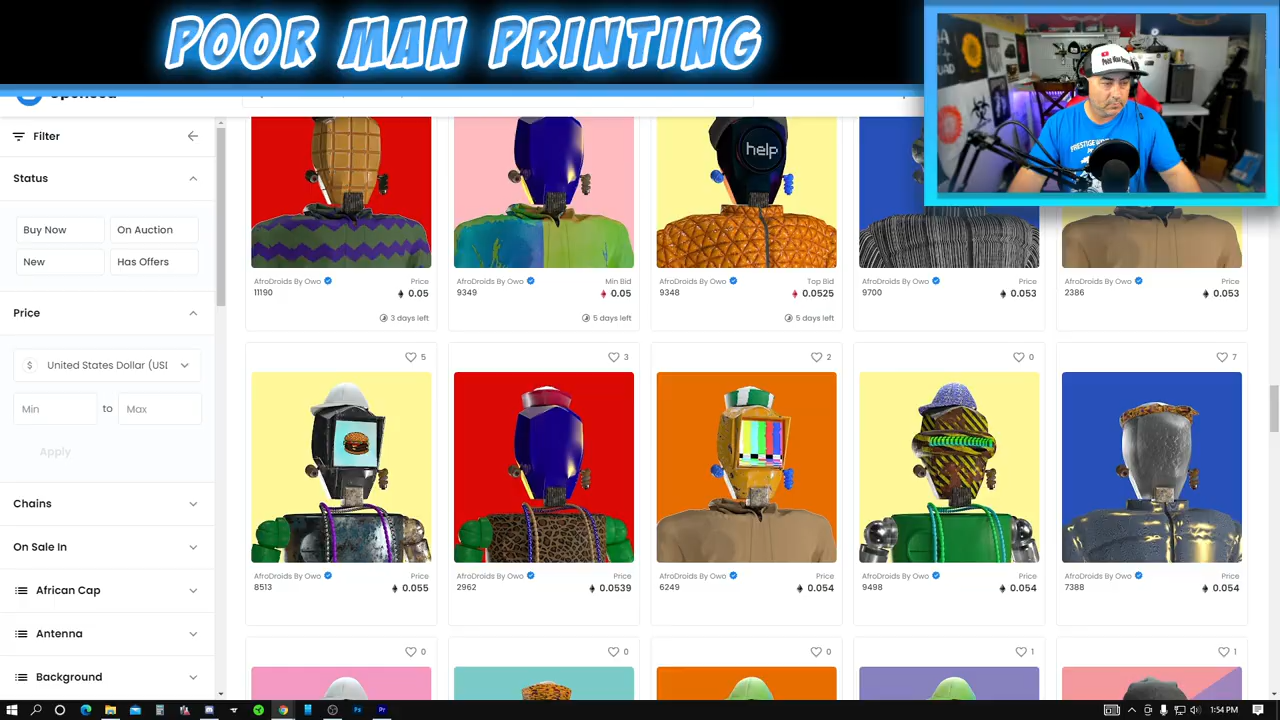 POOR MAN PRINTING
Filter
Status
Buy Now
On Auction
New
Has Offers
Price
$ United States Dollar (USD
Min
to
Max
Apply
Chains
On Sale In
African Cap
Antenna
Background
help
AfroDroids By Owo
Price
11190
0.05
3 days left
AfroDroids By Owo
Min Bid
9349
0.05
5 days left
AfroDroids By Owo
Top Bid
9348
0.0525
5 days left
AfroDroids By Owo
Price
9700
0.053
AfroDroids By Owo
Price
2386
0.053
5
3
2
0
7
AfroDroids By Owo
Price
8513
0.055
AfroDroids By Owo
Price
2962
0.0539
AfroDroids By Owo
Price
6249
0.054
AfroDroids By Owo
Price
9498
0.054
AfroDroids By Owo
Price
7388
0.054
0
0
0
1
1
1:54 PM